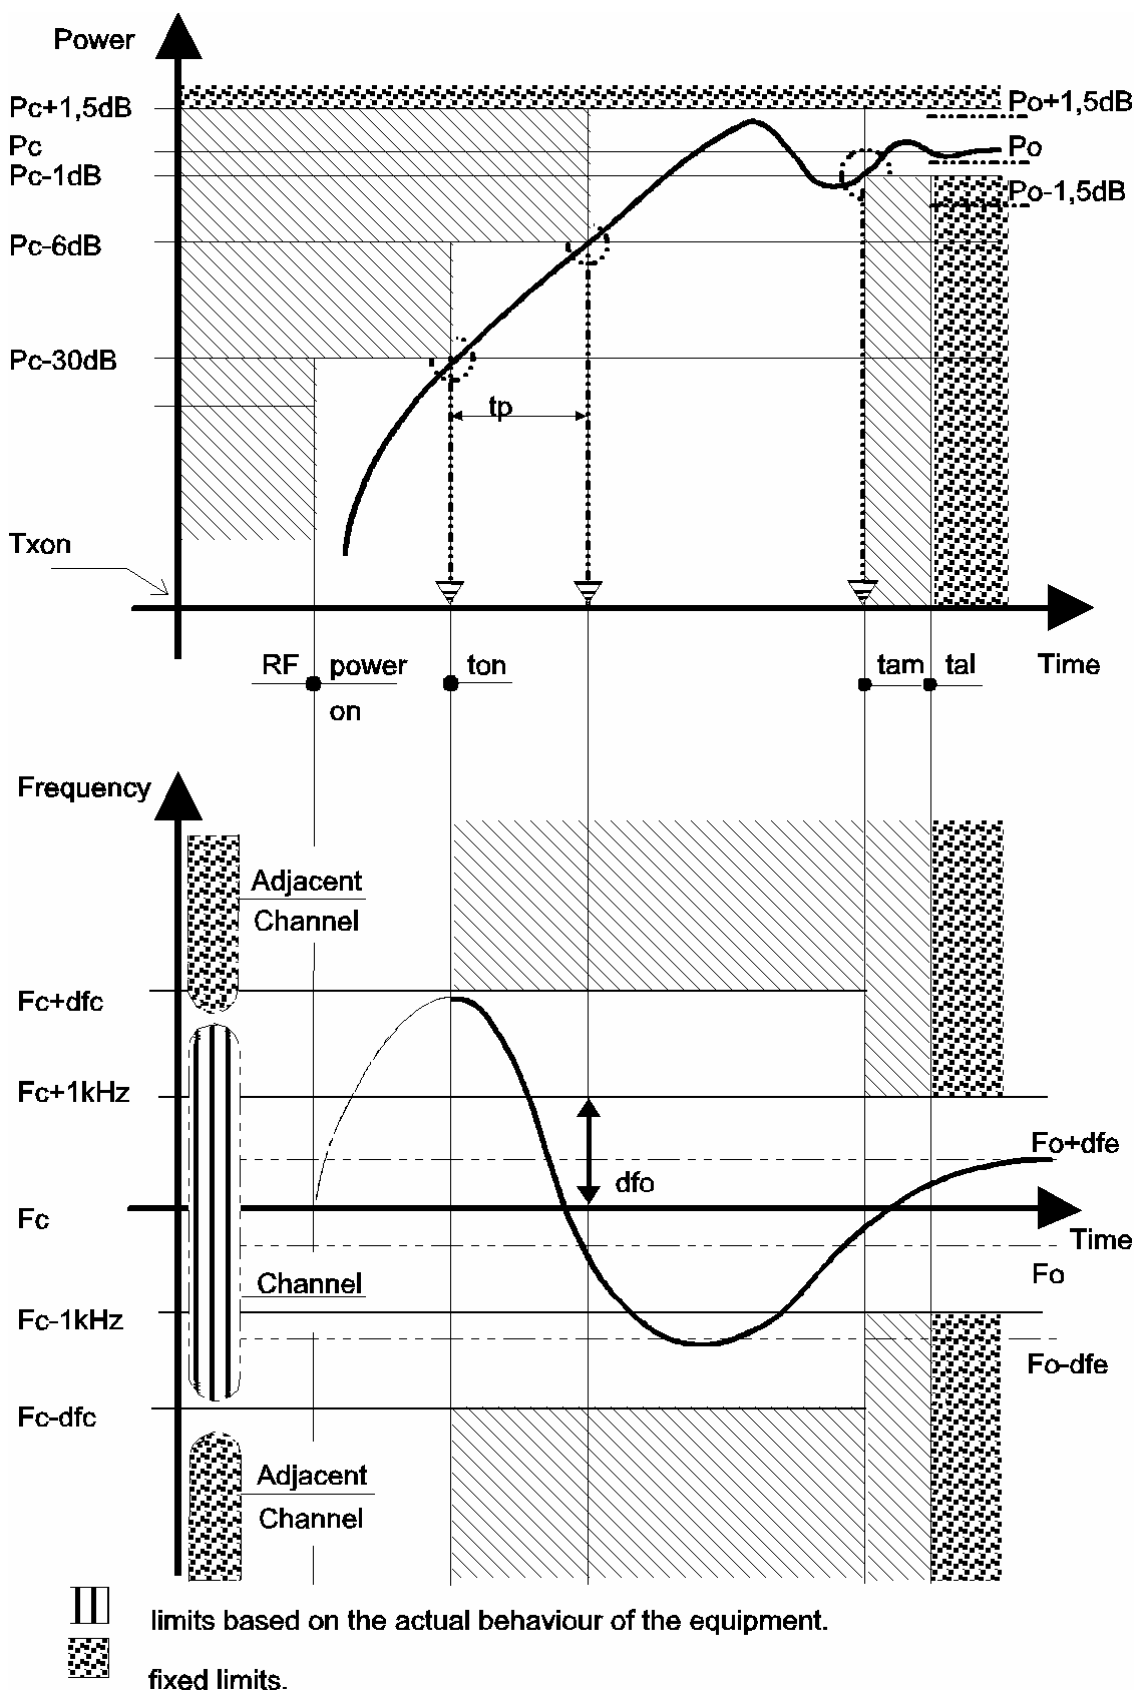 Power
Pc+1,5dB
Po+1,5dB
Pc
Po
Pc-1dB
Po-1,5dB
Pc-6dB
Pc-30dB
tp
Txon
RF power on
ton
tam
tal
Time
Frequency
Adjacent
Channel
Fc+dfc
Fc+1kHz
Fo+dfe
dfo
Fc
Time
Fo
Channel
Fc-1kHz
Fo-dfe
Fc-dfc
Adjacent
Channel
limits based on the actual behaviour of the equipment.
fixed limits.